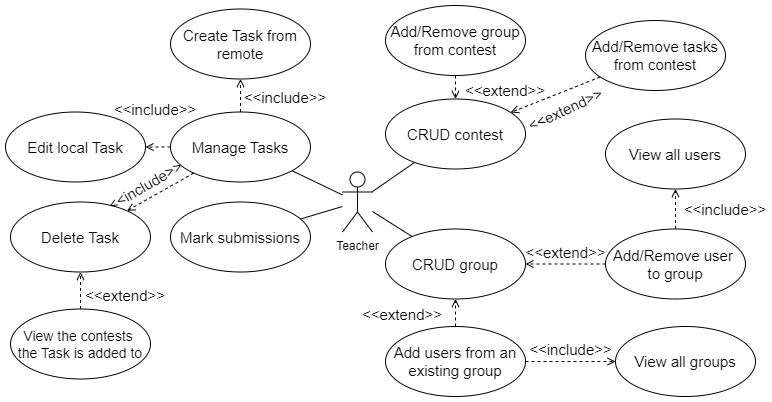 Create Task from
remote
Add/Remove group
from contest
Add/Remove tasks
from contest
<<include>>
<<include>>
<<extend>>
<<extend>>
Edit local Task
Manage Tasks
CRUD contest
View all users
<<include>>
Teacher
<<include>>
Delete Task
Mark submissions
CRUD group
<<extend>>
Add/Remove user
to group
<<extend>>
<<extend>>
View the contests
the Task is added to
Add users from an
existing group
<<include>>
View all groups